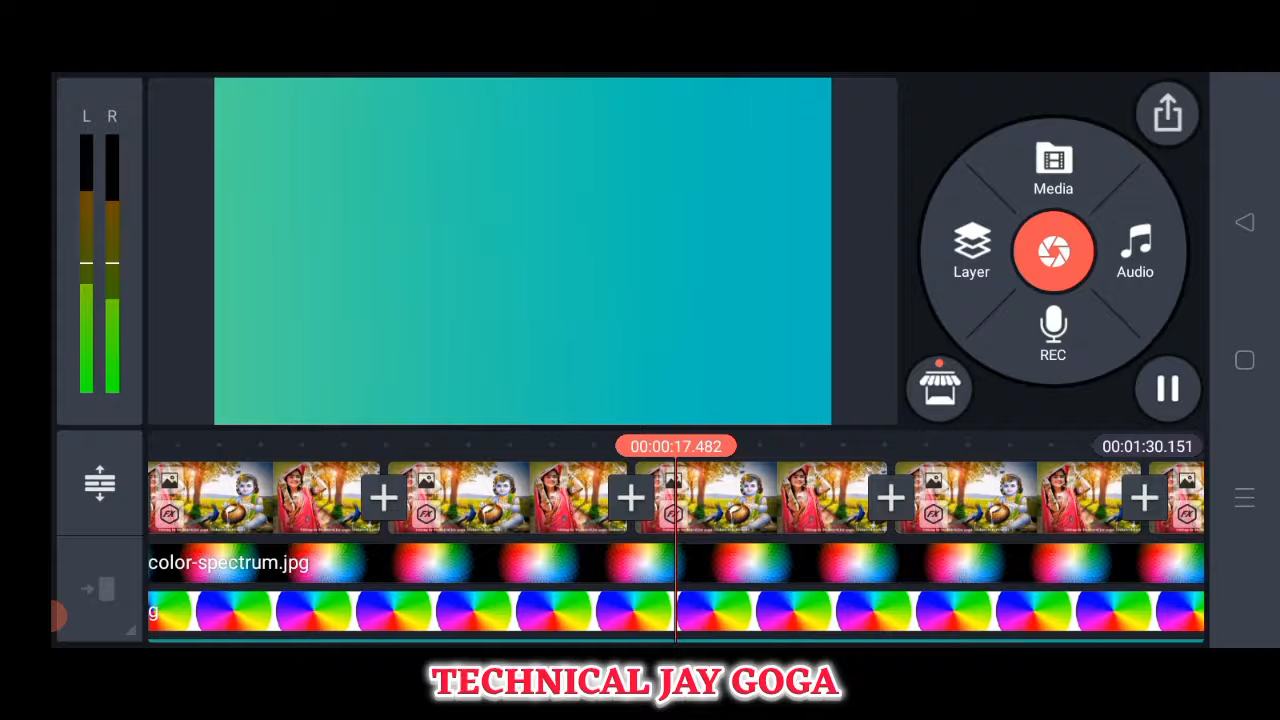 L R
Media
Layer
Audio
REC
00:00:17.482
00:01:30.151
color-spectrum.jpg
g
TECHNICAL JAY GOGA